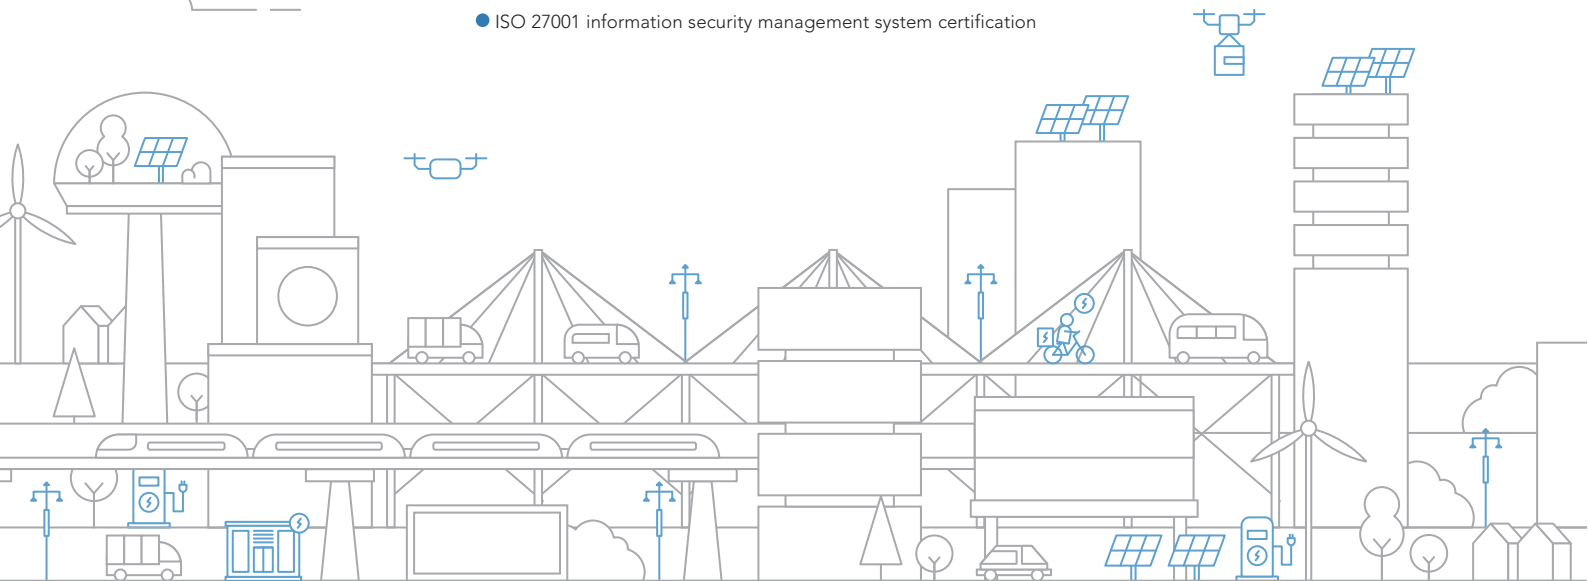 ISO 27001 information security management system certification